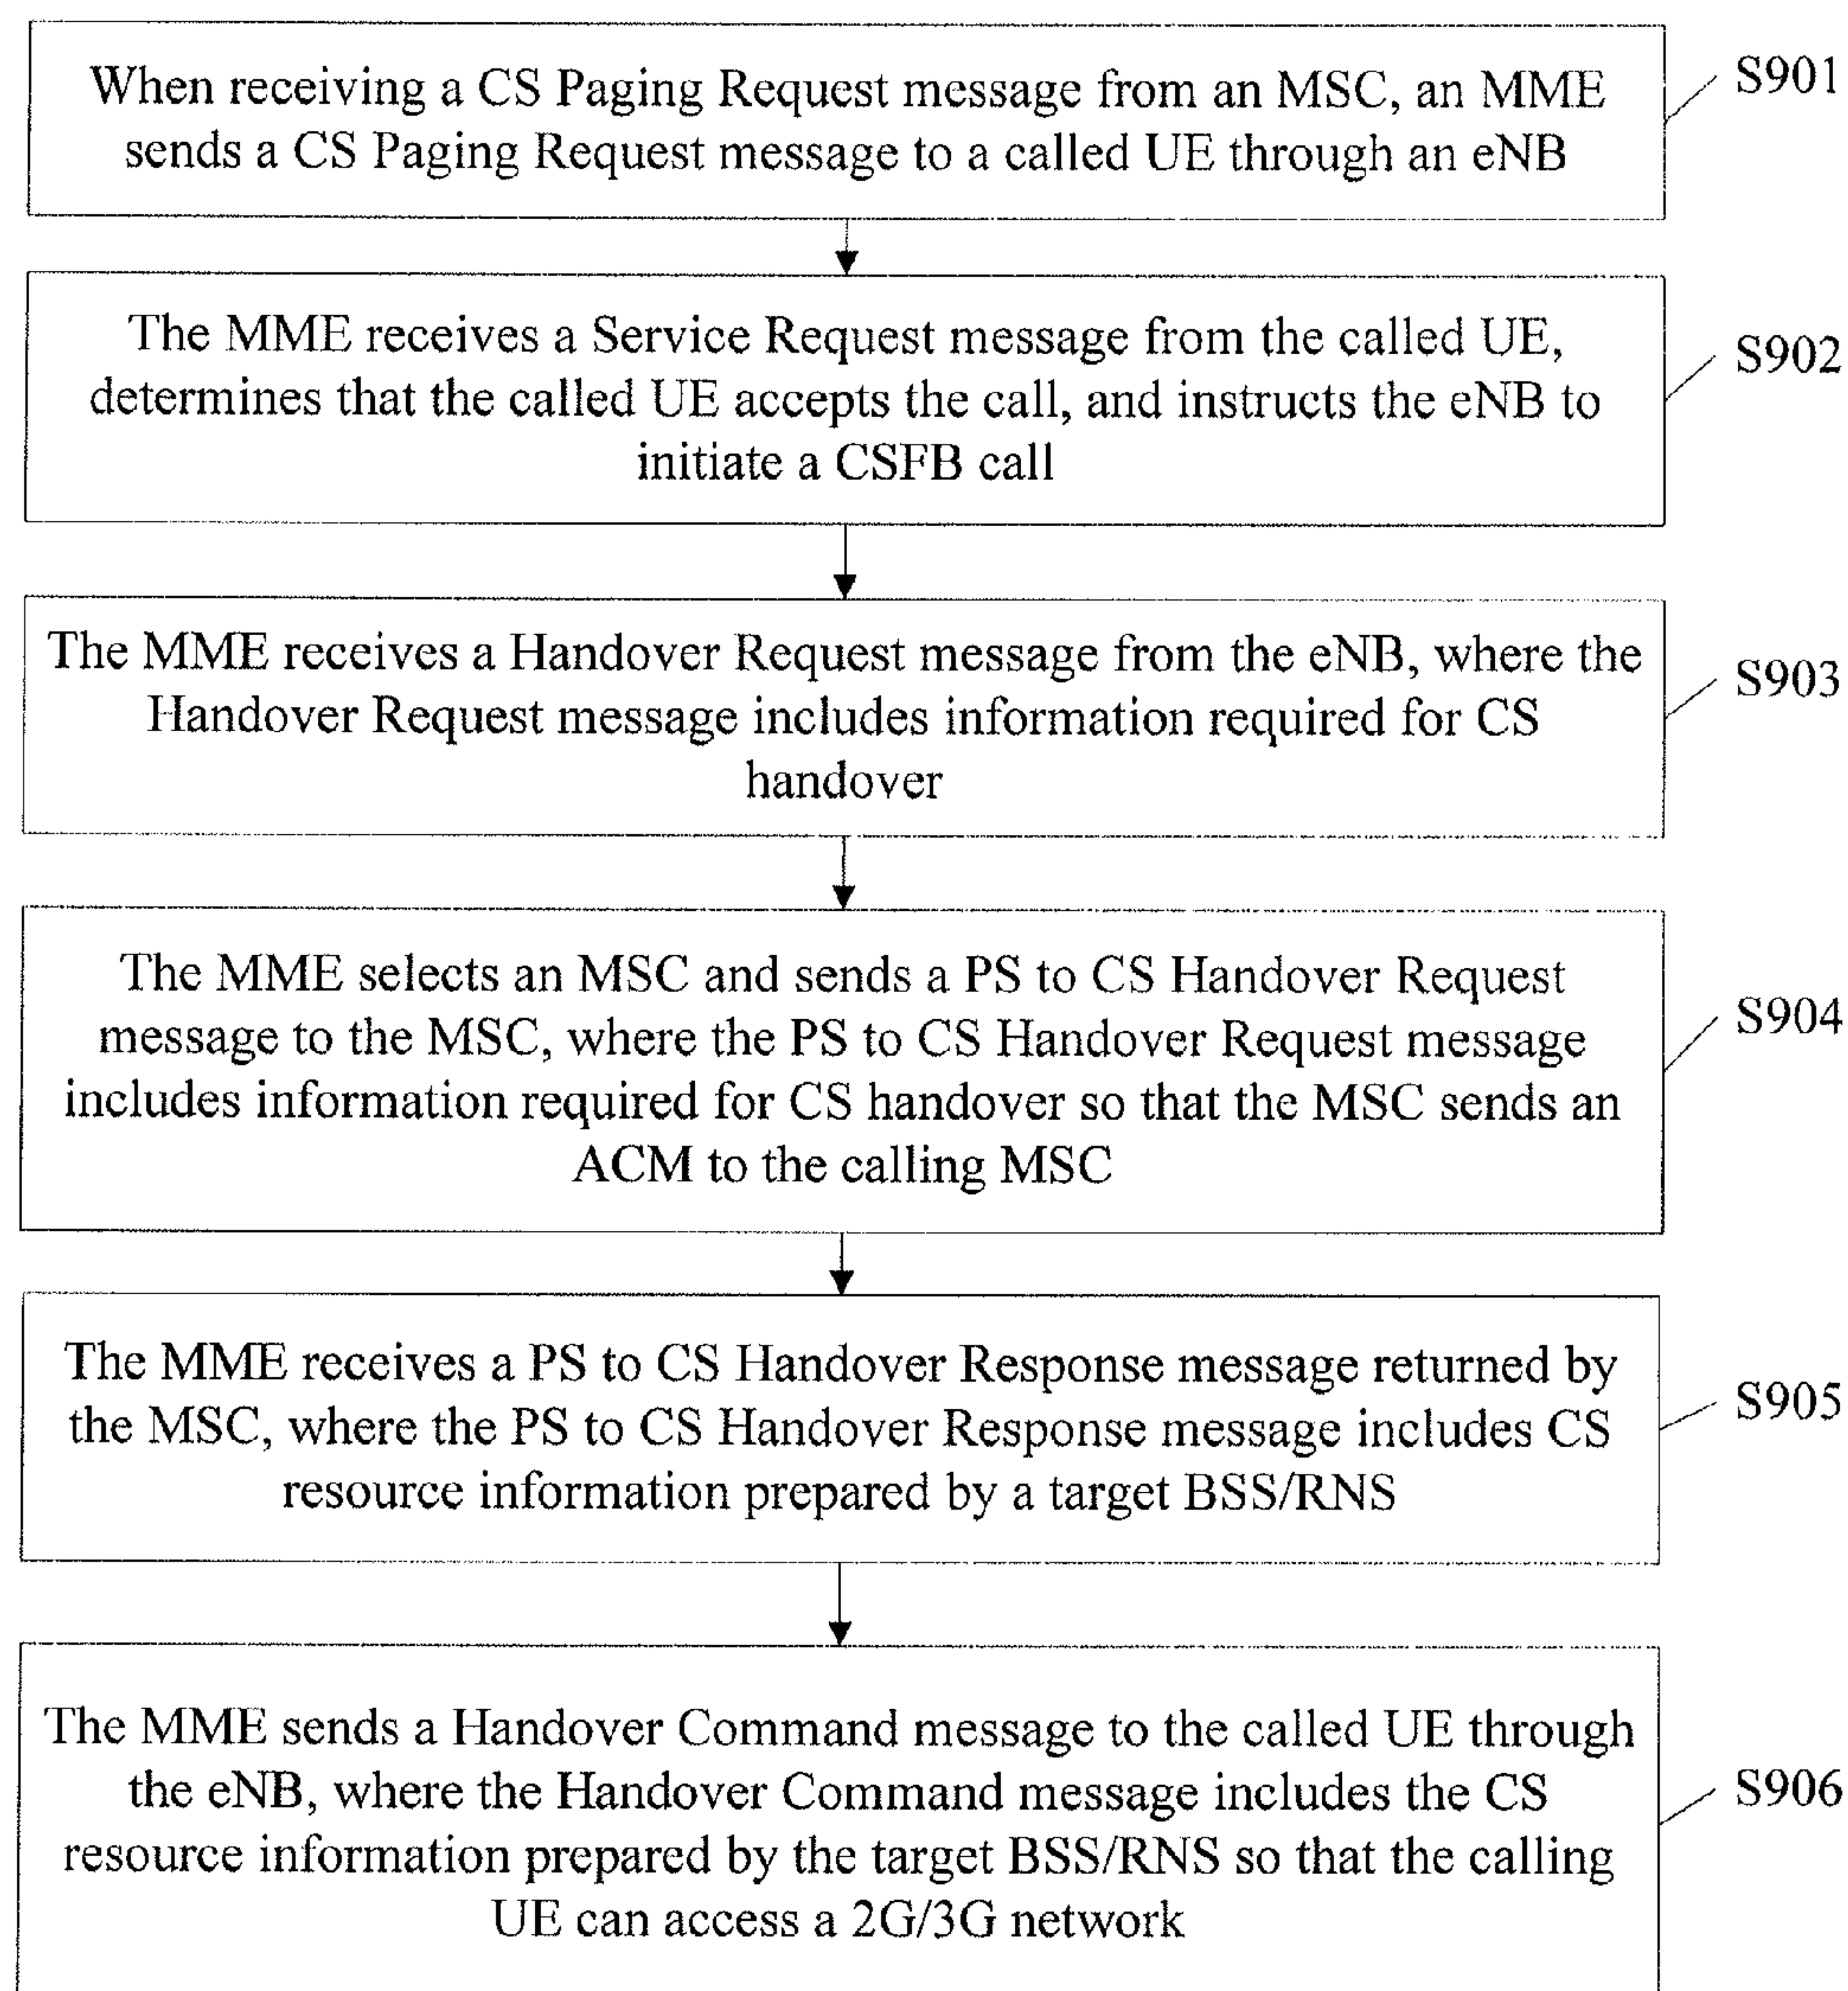 When receiving a CS Paging Request message from an MSC, an MME
sends a CS Paging Request message to a called UE through an eNB
S901
The MME receives a Service Request message from the called UE,
determines that the called UE accepts the call, and instructs the eNB to
initiate a CSFB call
S902
The MME receives a Handover Request message from the eNB, where the
Handover Request message includes information required for CS
handover
S903
The MME selects an MSC and sends a PS to CS Handover Request
message to the MSC, where the PS to CS Handover Request message
includes information required for CS handover so that the MSC sends an
ACM to the calling MSC
S904
The MME receives a PS to CS Handover Response message returned by
the MSC, where the PS to CS Handover Response message includes CS
resource information prepared by a target BSS/RNS
S905
The MME sends a Handover Command message to the called UE through
the eNB, where the Handover Command message includes the CS
resource information prepared by the target BSS/RNS so that the calling
UE can access a 2G/3G network
S906